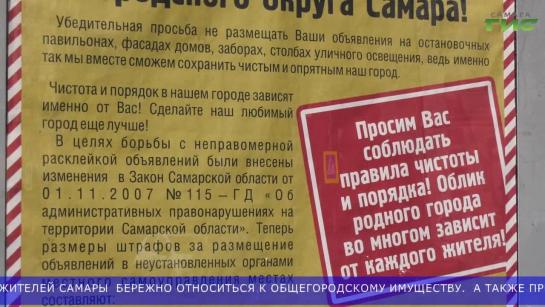 родского округа Самара!
САМАРА
ГИС
Убедительная просьба не размещать Ваши объявления на остановочных
павильонах, фасадах домов, заборах, столбах уличного освещения, ведь именно
так мы вместе сможем сохранить чистым и опрятным наш город.
Чистота и порядок в нашем городе зависят
именно от Вас! Сделайте наш любимый
город еще лучше!
В целях борьбы с неправомерной
расклейкой объявлений были внесены
изменения в Закон Самарской области от
01.11.2007 №115–ГД «Об
административных правонарушениях на
территории Самарской области». Теперь
размеры штрафов за размещение
объявлений в неустановленных органами
местного самоуправления местах
составляют:
Просим Вас
соблюдать
правила чистоты
и порядка! Облик
родного города
во многом зависит
от каждого жителя!
ЖИТЕЛЕЙ САМАРЫ БЕРЕЖНО ОТНОСИТЬСЯ К ОБЩЕГОРОДСКОМУ ИМУЩЕСТВУ. А ТАКЖЕ ПР